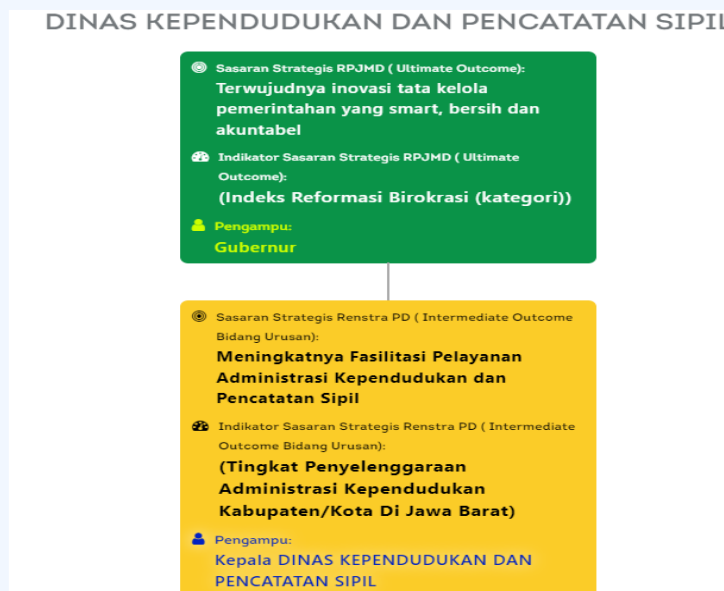 DINAS KEPENDUDUKAN DAN PENCATATAN SIPIL
Sasaran Strategis RPJMD ( Ultimate Outcome):
Terwujudnya inovasi tata kelola
pemerintahan yang smart, bersih dan
akuntabel
Indikator Sasaran Strategis RPJMD ( Ultimate
Outcome):
(Indeks Reformasi Birokrasi (kategori))
Pengampu:
Gubernur
Sasaran Strategis Renstra PD ( Intermediate Outcome
Bidang Urusan):
Meningkatnya Fasilitasi Pelayanan
Administrasi Kependudukan dan
Pencatatan Sipil
Indikator Sasaran Strategis Renstra PD ( Intermediate
Outcome Bidang Urusan):
(Tingkat Penyelenggaraan
Administrasi Kependudukan
Kabupaten/Kota Di Jawa Barat)
Pengampu:
Kepala DINAS KEPENDUDUKAN DAN
PENCATATAN SIPIL